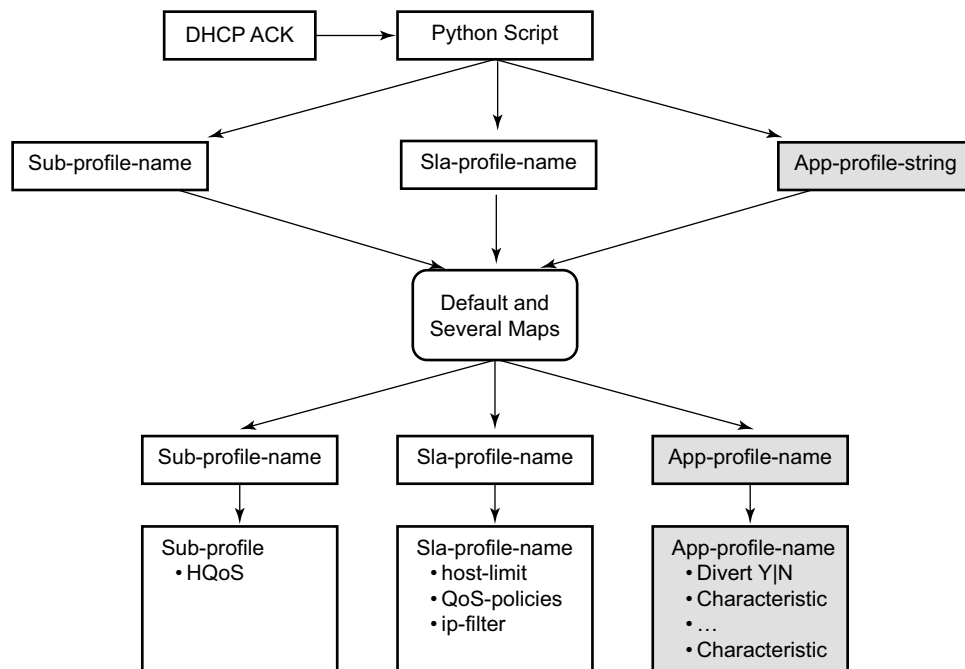 DHCP ACK
Python Script
Sub-profile-name
Sla-profile-name
App-profile-string
Default and
Several Maps
Sub-profile-name
Sla-profile-name
App-profile-name
Sub-profile
• HQoS
Sla-profile-name
• host-limit
• QoS-policies
• ip-filter
App-profile-name
• Divert Y|N
• Characteristic
• …
• Characteristic